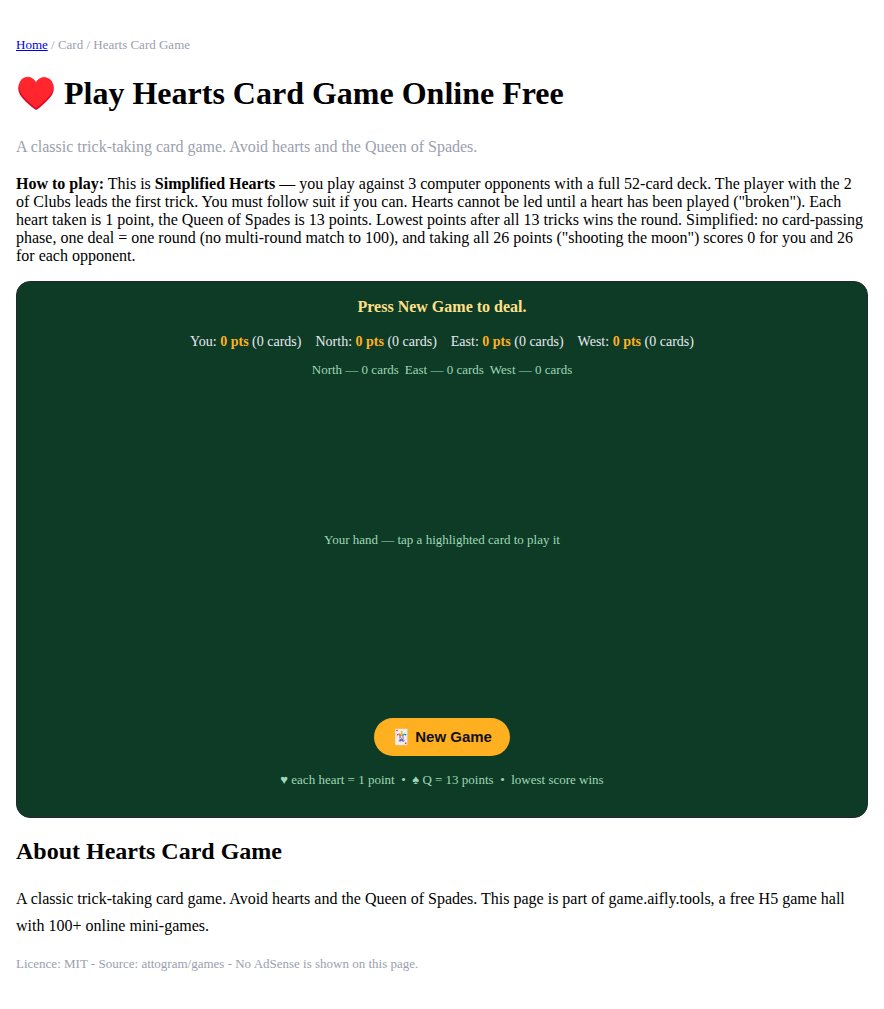 Home / Card / Hearts Card Game
❤️ Play Hearts Card Game Online Free
A classic trick-taking card game. Avoid hearts and the Queen of Spades.
How to play: This is Simplified Hearts — you play against 3 computer opponents with a full 52-card deck. The player with the 2
of Clubs leads the first trick. You must follow suit if you can. Hearts cannot be led until a heart has been played ("broken"). Each
heart taken is 1 point, the Queen of Spades is 13 points. Lowest points after all 13 tricks wins the round. Simplified: no card-passing
phase, one deal = one round (no multi-round match to 100), and taking all 26 points ("shooting the moon") scores 0 for you and 26
for each opponent.
Press New Game to deal.
You: 0 pts (0 cards) North: 0 pts (0 cards) East: 0 pts (0 cards) West: 0 pts (0 cards)
North — 0 cards East — 0 cards West — 0 cards
Your hand — tap a highlighted card to play it
🃏 New Game
♥ each heart = 1 point • ♠ Q = 13 points • lowest score wins
About Hearts Card Game
A classic trick-taking card game. Avoid hearts and the Queen of Spades. This page is part of game.aifly.tools, a free H5 game hall
with 100+ online mini-games.
Licence: MIT - Source: attogram/games - No AdSense is shown on this page.